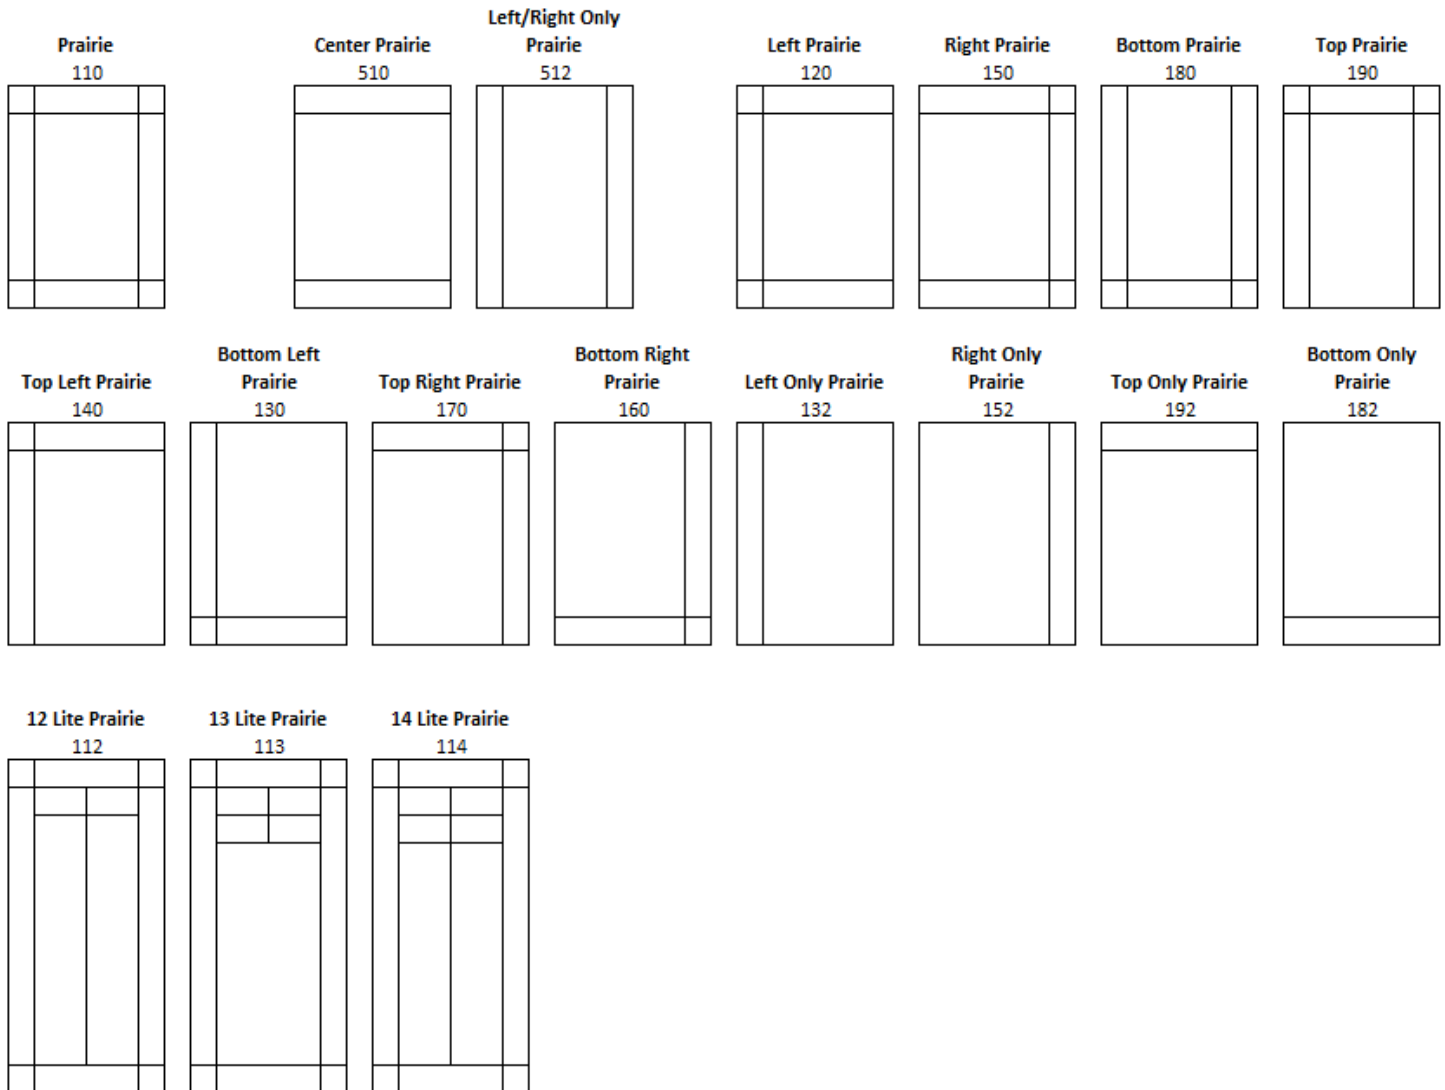 Left/Right Only
Prairie Center Prairie Prairie Left Prairie Right Prairie Bottom Prairie Top Prairie
110 510 512 120 150 180 190
Bottom Left Bottom Right Right Only Bottom Only
Top Left Prairie Prairie Top Right Prairie Prairie Left Only Prairie Prairie Top Only Prairie Prairie
140 130 170 160 132 152 192 182
12 Lite Prairie 13 Lite Prairie 14 Lite Prairie
112 113 114